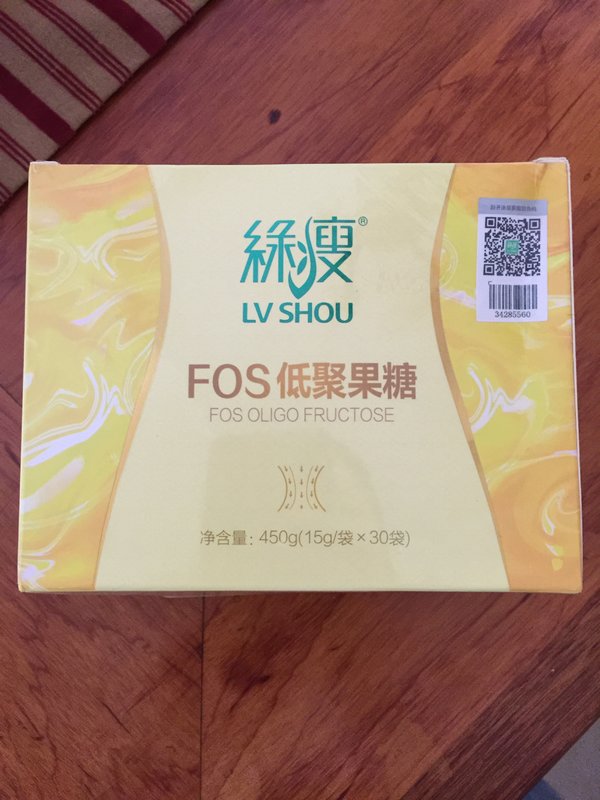 綠瘦®
LV SHOU
FOS低聚果糖
FOS OLIGO FRUCTOSE
净含量：450g(15g/袋×30袋)
34285560